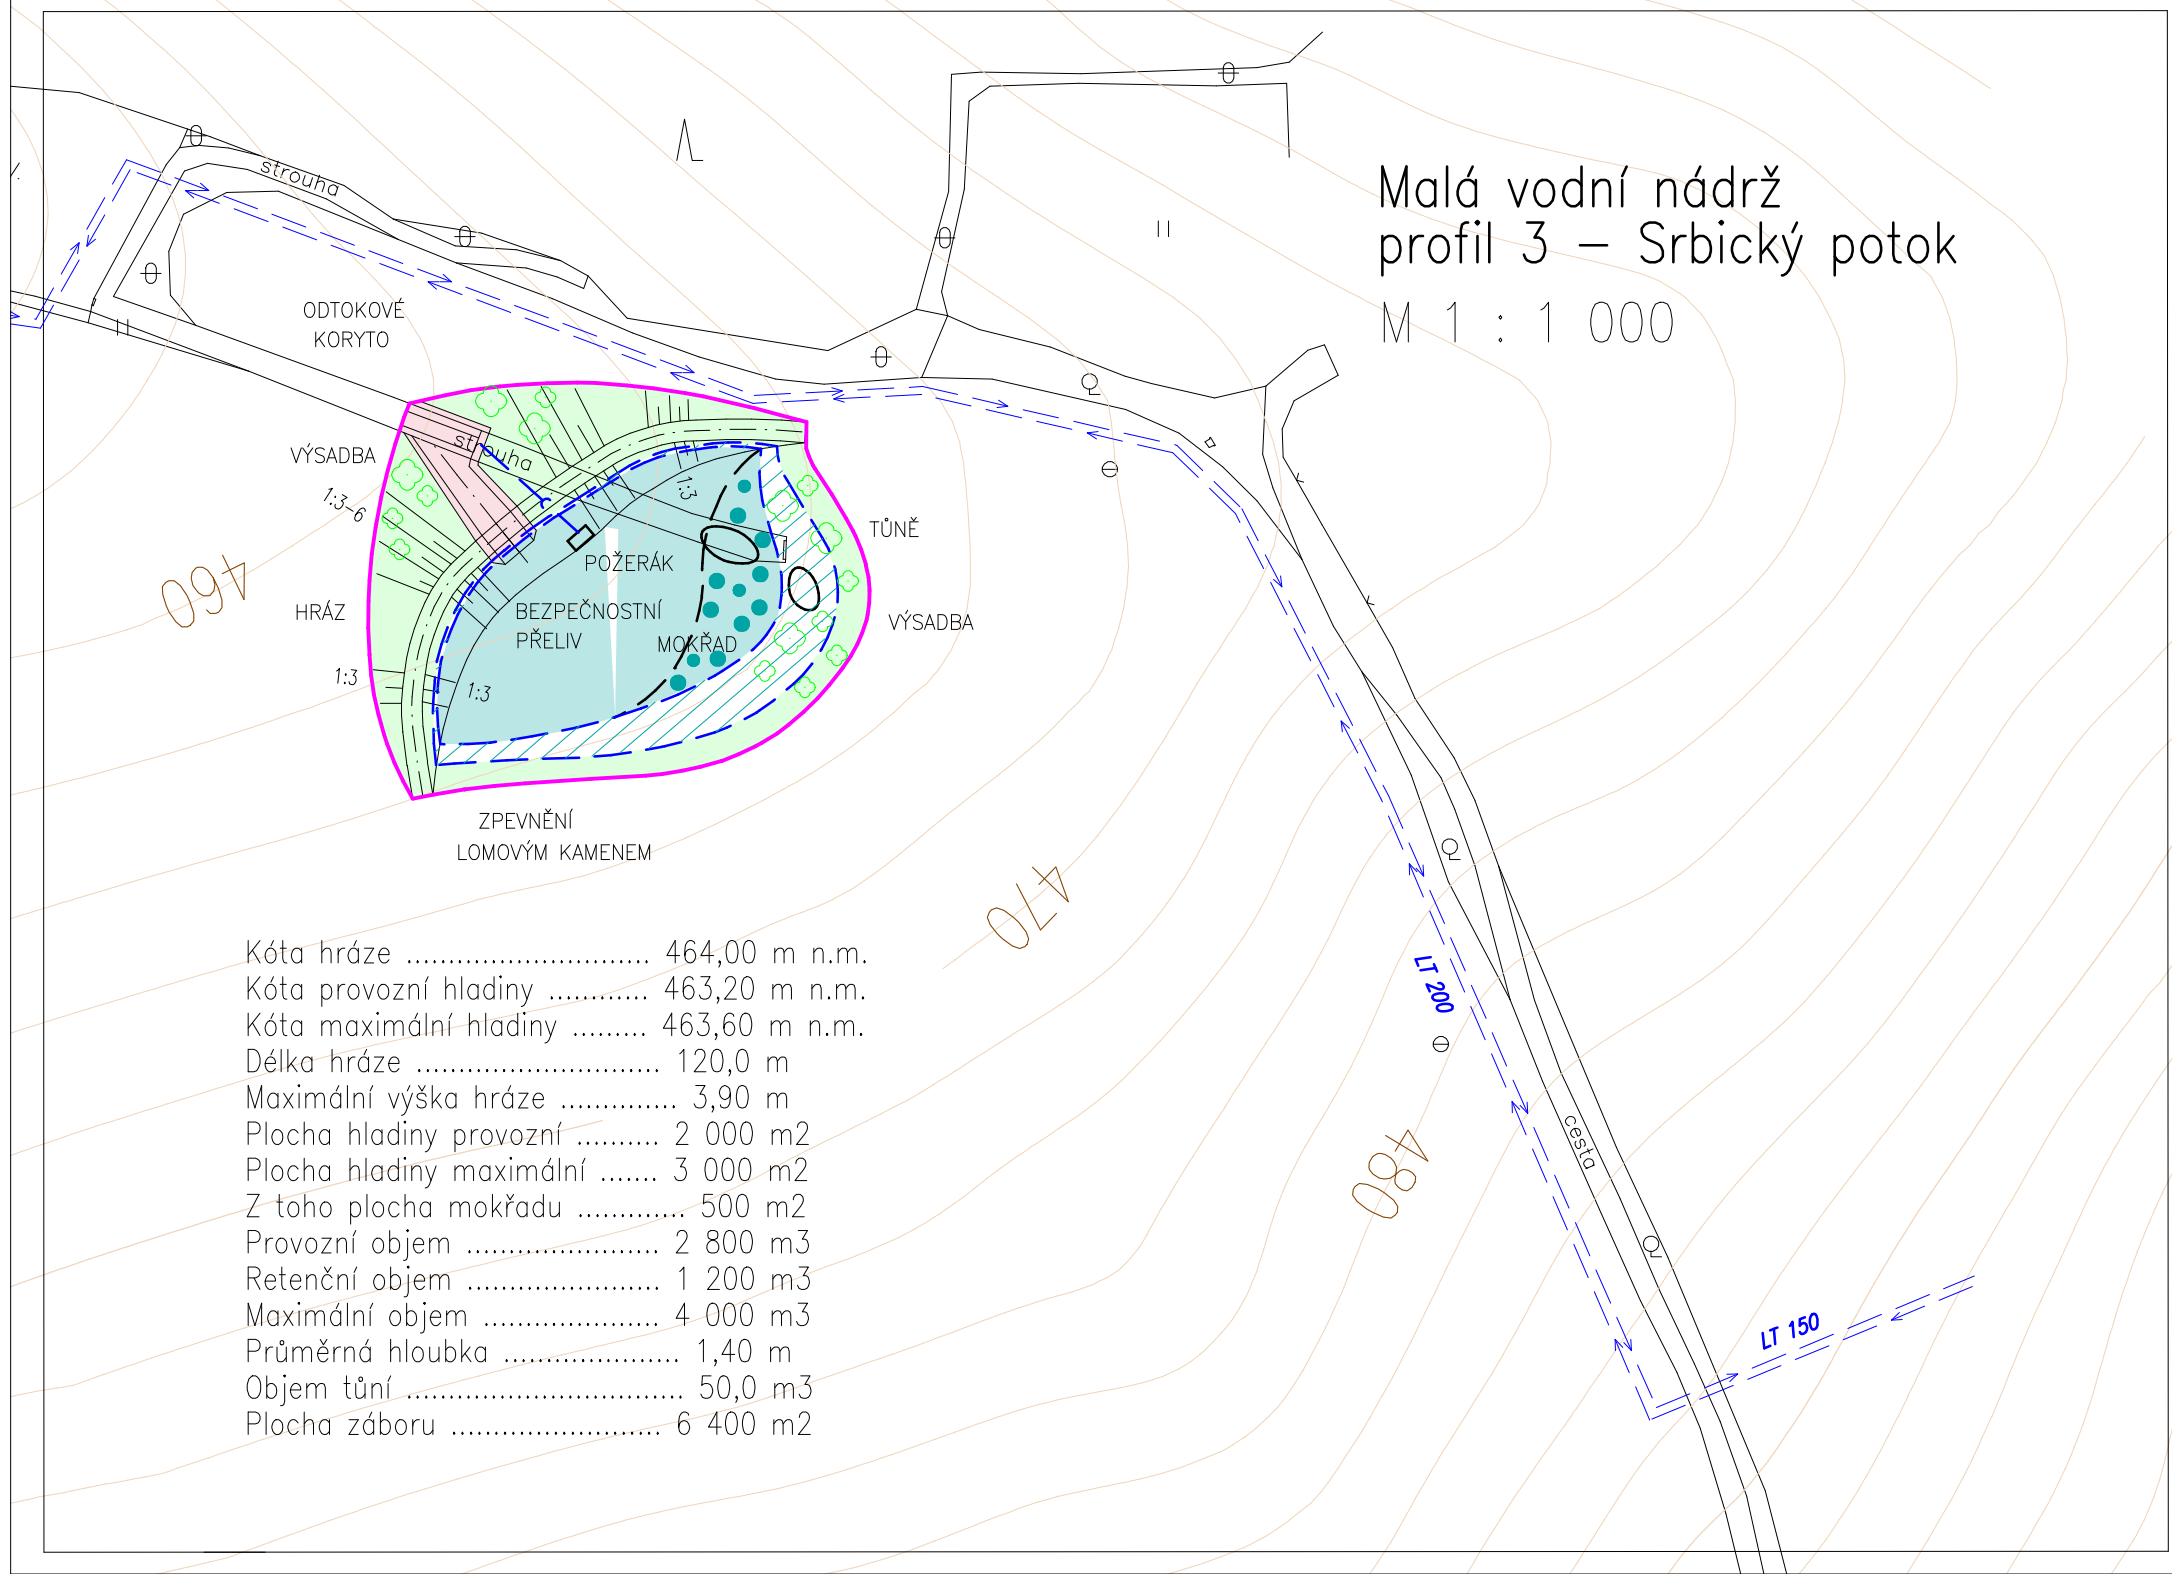 Malá vodní nádrž
profil 3 – Srbický potok
M 1 : 1 000
strouha
ODTOKOVÉ
KORYTO
strouha
VÝSADBA
1:3-6
1:3
TŮNĚ
POŽERÁK
460
HRÁZ
BEZPEČNOSTNÍ
PŘELIV
MOKŘAD
VÝSADBA
1:3
1:3
ZPEVNĚNÍ
LOMOVÝM KAMENEM
470
LT 200
cesta
480
LT 150
Kóta hráze ............................. 464,00 m n.m.
Kóta provozní hladiny ............ 463,20 m n.m.
Kóta maximální hladiny ......... 463,60 m n.m.
Délka hráze ............................. 120,0 m
Maximální výška hráze .............. 3,90 m
Plocha hladiny provozní .......... 2 000 m2
Plocha hladiny maximální ....... 3 000 m2
Z toho plocha mokřadu ............. 500 m2
Provozní objem ....................... 2 800 m3
Retenční objem ....................... 1 200 m3
Maximální objem ..................... 4 000 m3
Průměrná hloubka ..................... 1,40 m
Objem tůní ................................. 50,0 m3
Plocha záboru ......................... 6 400 m2